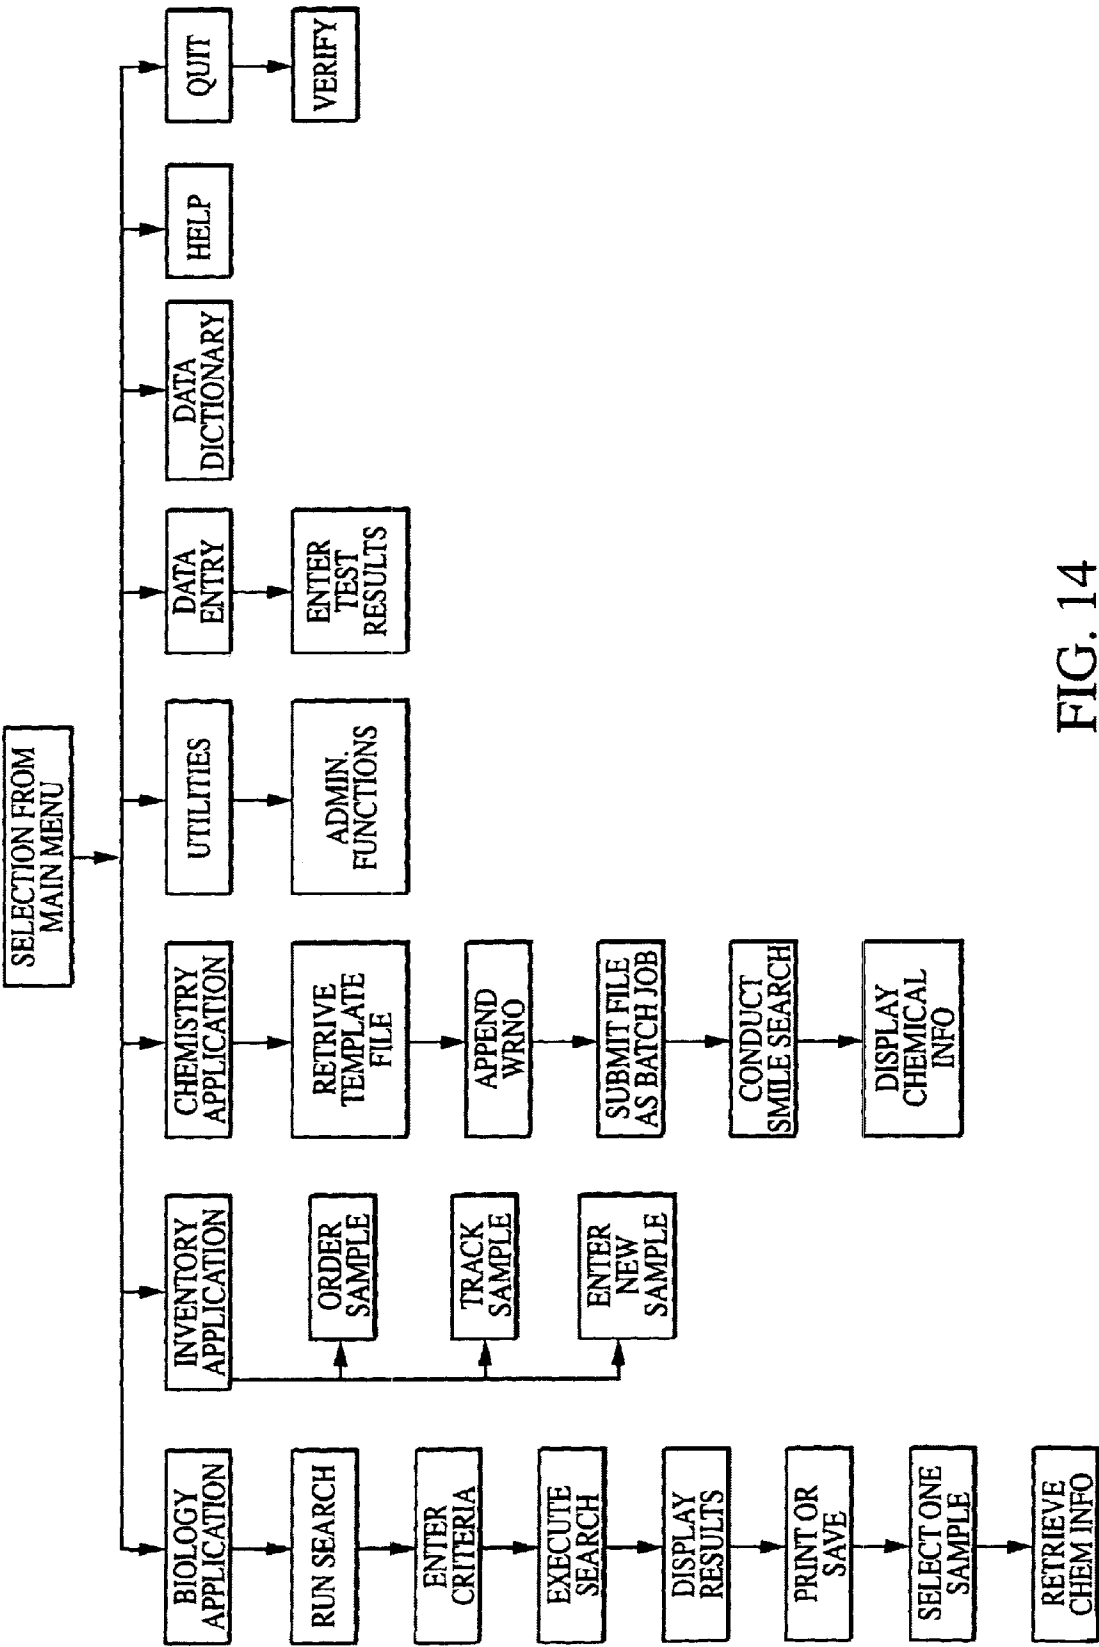 SELECTION FROM
MAIN MENU
BIOLOGY
APPLICATION
RUN SEARCH
ENTER
CRITERIA
EXECUTE
SEARCH
DISPLAY
RESULTS
PRINT OR
SAVE
SELECT ONE
SAMPLE
RETRIEVE
CHEM INFO
INVENTORY
APPLICATION
ORDER
SAMPLE
TRACK
SAMPLE
ENTER
NEW
SAMPLE
CHEMISTRY
APPLICATION
RETRIVE
TEMPLATE
FILE
APPEND
WRNO
SUBMIT FILE
AS BATCH JOB
CONDUCT
SMILE SEARCH
DISPLAY
CHEMICAL
INFO
UTILITIES
ADMIN.
FUNCTIONS
DATA
ENTRY
ENTER
TEST
RESULTS
DATA
DICTIONARY
HELP
QUIT
VERIFY
FIG. 14